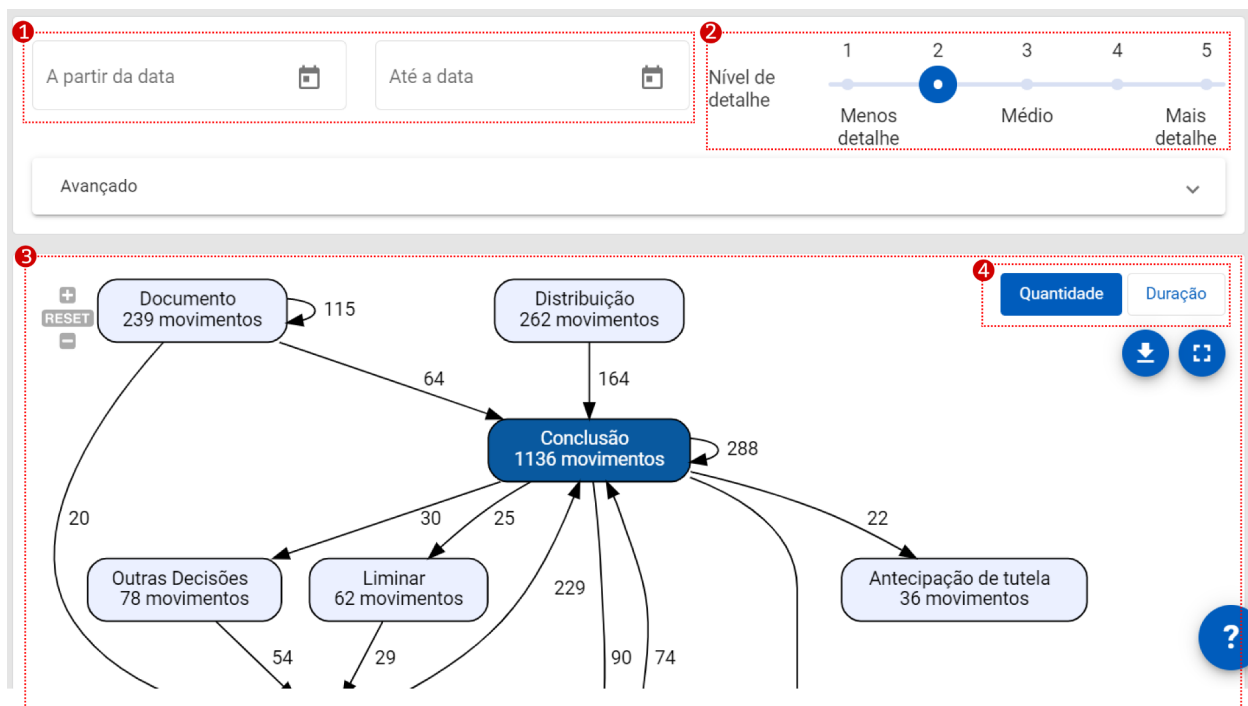 1
A partir da data
Até a data
2
Nível de
detalhe
1 2 3 4 5
Menos
detalhe
Médio
Mais
detalhe
Avançado
3
RESET
Documento
239 movimentos
115
Distribuição
262 movimentos
4
Quantidade
Duração
64
164
Conclusão
1136 movimentos
288
20
30
25
22
Outras Decisões
78 movimentos
Liminar
62 movimentos
229
Antecipação de tutela
36 movimentos
54
29
90
74
?